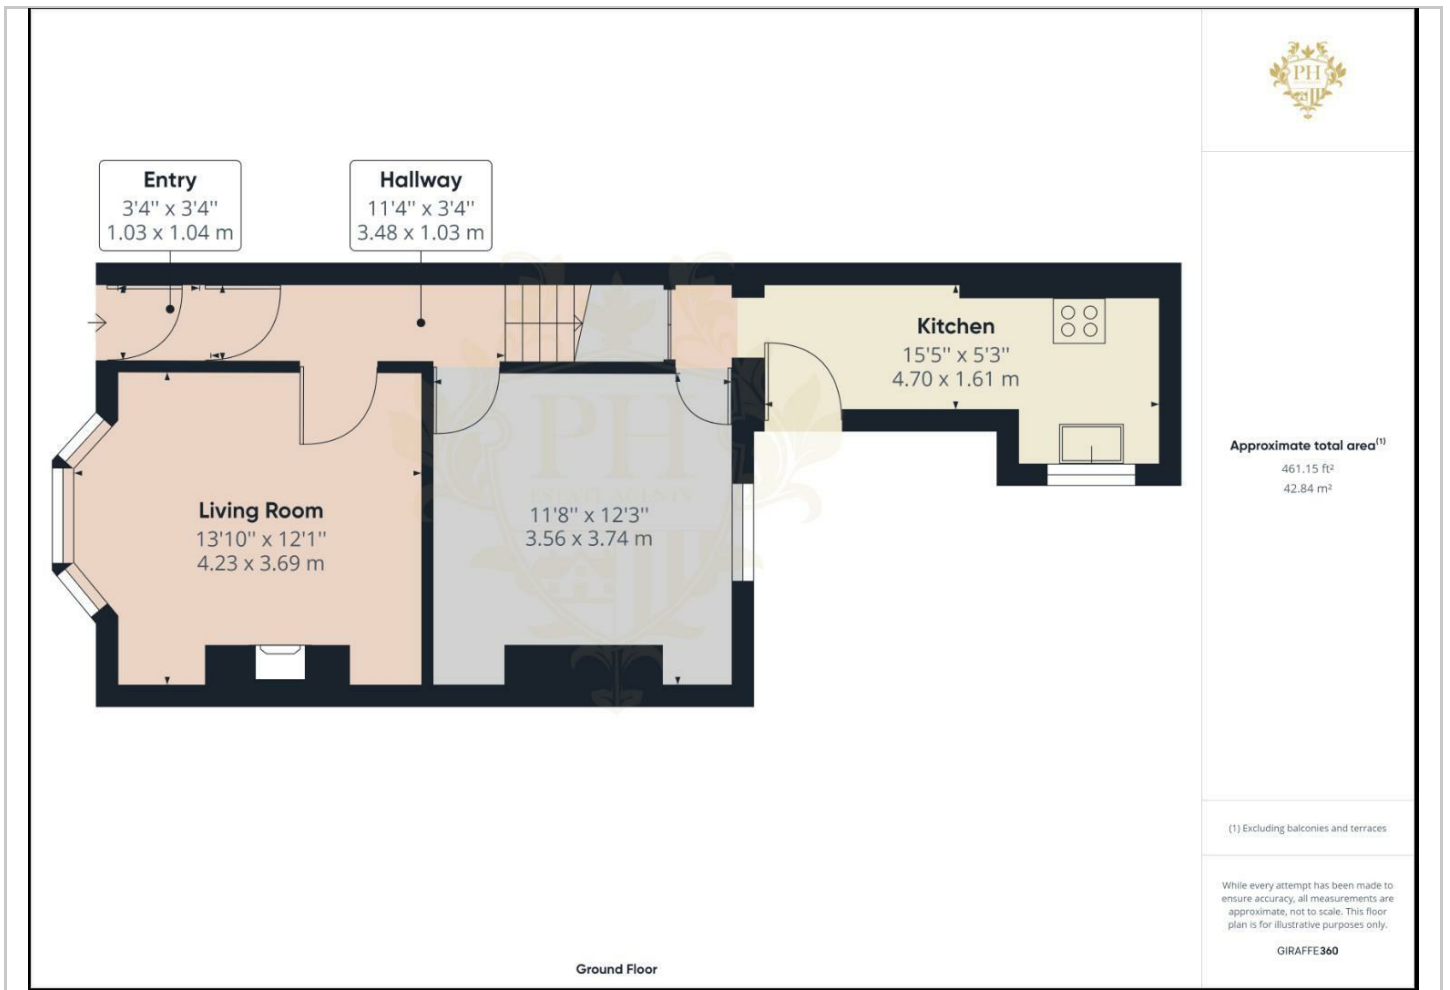 PH
Entry
3'4" x 3'4"
1.03 x 1.04 m
Hallway
11'4" x 3'4"
3.48 x 1.03 m
Kitchen
15'5" x 5'3"
4.70 x 1.61 m
Living Room
13'10" x 12'1"
4.23 x 3.69 m
PH
ESTATE AGENTS
11'8" x 12'3"
3.56 x 3.74 m
Approximate total area(1)
461.15 ft²
42.84 m²
(1) Excluding balconies and terraces
While every attempt has been made to
ensure accuracy, all measurements are
approximate, not to scale. This floor
plan is for illustrative purposes only.
GIRAFFE360
Ground Floor